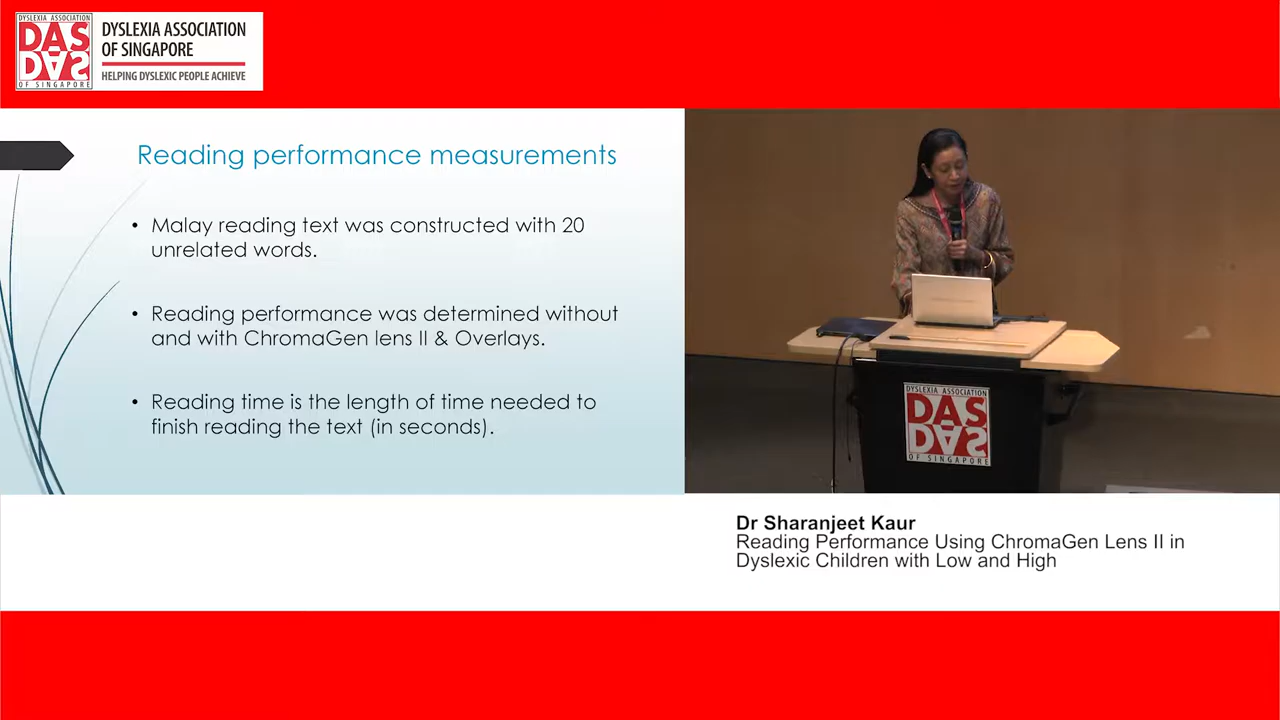 DYSLEXIA ASSOCIATION
DAS
DAS
OF SINGAPORE
DYSLEXIA ASSOCIATION
OF SINGAPORE
HELPING DYSLEXIC PEOPLE ACHIEVE
Reading performance measurements
• Malay reading text was constructed with 20
unrelated words.
• Reading performance was determined without
and with ChromaGen lens II & Overlays.
• Reading time is the length of time needed to
finish reading the text (in seconds).
DYSLEXIA ASSOCIATION
DAS
DAS
OF SINGAPORE
Dr Sharanjeet Kaur
Reading Performance Using ChromaGen Lens II in
Dyslexic Children with Low and High